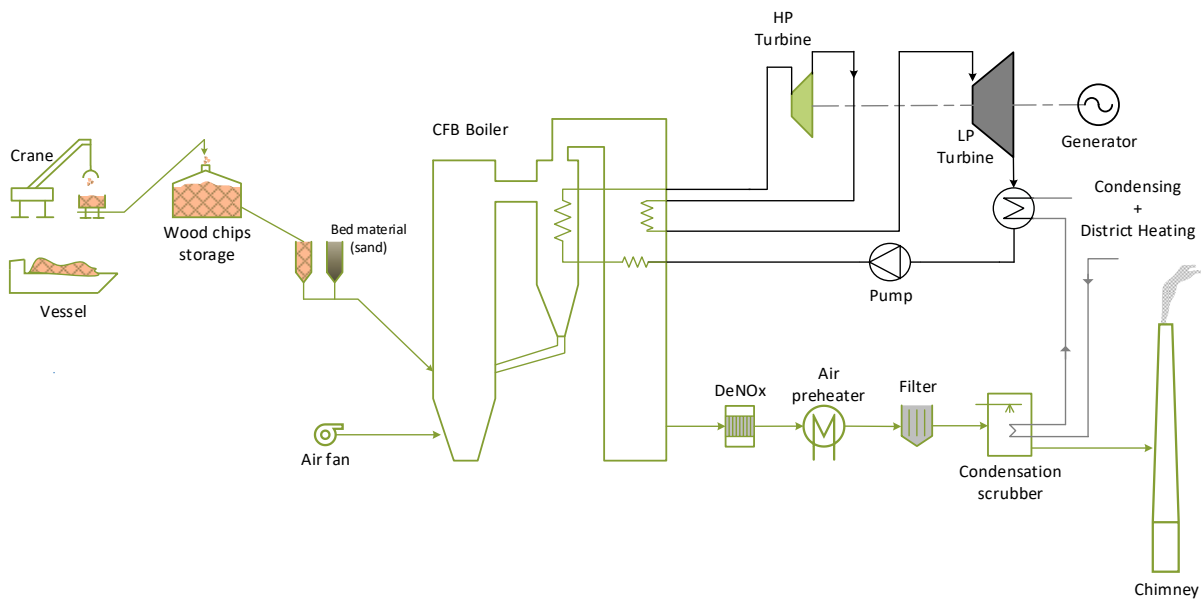 HP
Turbine
CFB Boiler
Crane
LP
Turbine
Generator
Condensing
+
District Heating
Wood chips
storage
Bed material
(sand)
Vessel
Pump
DeNOx
Air
preheater
Filter
Air fan
Condensation
scrubber
Chimney